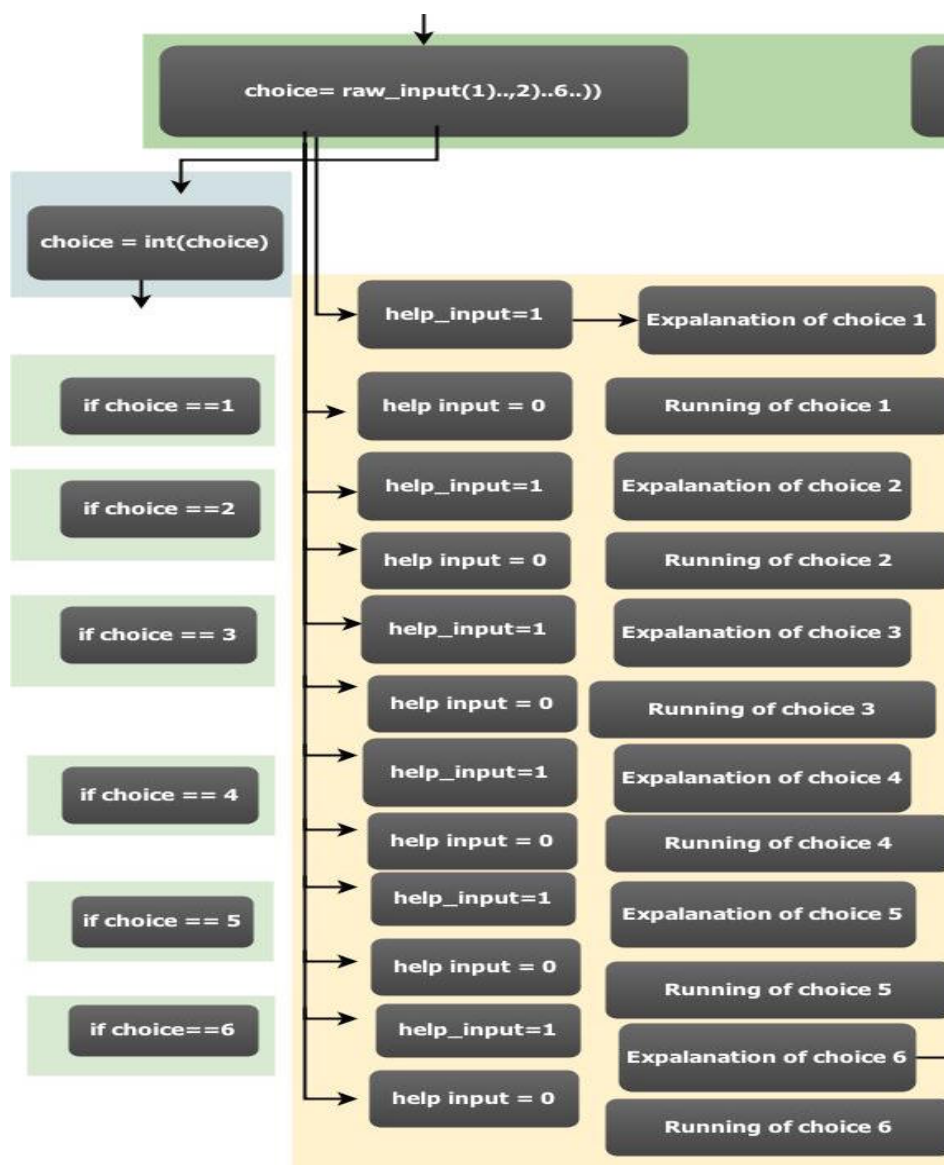 choice= raw_input(1)..,2)..6..))
choice = int(choice)
help_input=1
Expalanation of choice 1
if choice ==1
help input = 0
Running of choice 1
help_input=1
Expalanation of choice 2
if choice ==2
help input = 0
Running of choice 2
if choice == 3
help_input=1
Expalanation of choice 3
help input = 0
Running of choice 3
help_input=1
Expalanation of choice 4
if choice == 4
help input = 0
Running of choice 4
help_input=1
Expalanation of choice 5
if choice == 5
help input = 0
Running of choice 5
if choice==6
help_input=1
Expalanation of choice 6
help input = 0
Running of choice 6